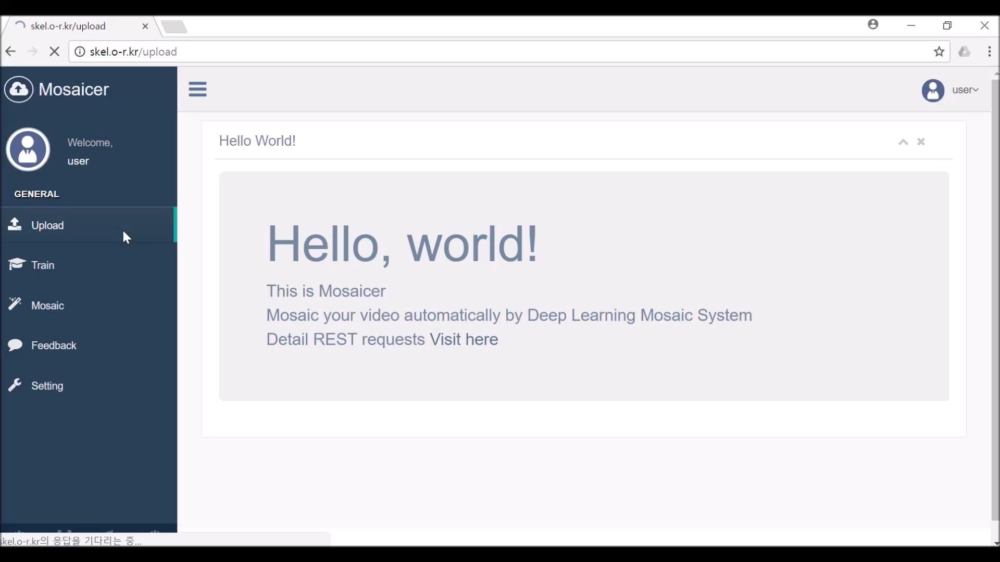 skel.o-r.kr/upload
skel.o-r.kr/upload
Mosaicer
user
Welcome,
user
Hello World!
GENERAL
Upload
Train
Mosaic
Feedback
Setting
Hello, world!
This is Mosaicer
Mosaic your video automatically by Deep Learning Mosaic System
Detail REST requests Visit here
skel.o-r.kr의 응답을 기다리는 중...